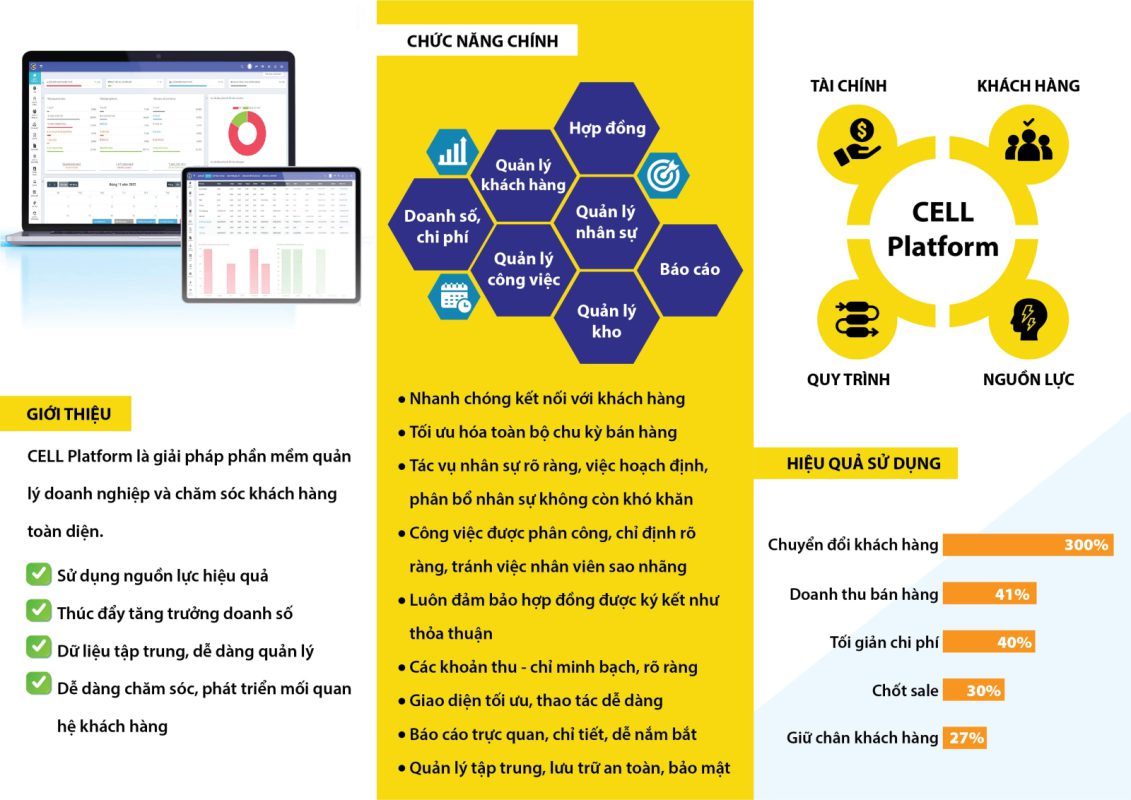 GIỚI THIỆU
CELL Platform là giải pháp phần mềm quản
lý doanh nghiệp và chăm sóc khách hàng
toàn diện.
Sử dụng nguồn lực hiệu quả
Thúc đẩy tăng trưởng doanh số
Dữ liệu tập trung, dễ dàng quản lý
Dễ dàng chăm sóc, phát triển mối quan
hệ khách hàng
CHỨC NĂNG CHÍNH
Hợp đồng
Quản lý
khách hàng
Doanh số,
chi phí
Quản lý
nhân sự
Quản lý
công việc
Báo cáo
Quản lý
kho
• Nhanh chóng kết nối với khách hàng
• Tối ưu hóa toàn bộ chu kỳ bán hàng
• Tác vụ nhân sự rõ ràng, việc hoạch định,
phân bổ nhân sự không còn khó khăn
• Công việc được phân công, chỉ định rõ
ràng, tránh việc nhân viên sao nhãng
• Luôn đảm bảo hợp đồng được ký kết như
thỏa thuận
• Các khoản thu - chi minh bạch, rõ ràng
• Giao diện tối ưu, thao tác dễ dàng
• Báo cáo trực quan, chi tiết, dễ nắm bắt
• Quản lý tập trung, lưu trữ an toàn, bảo mật
TÀI CHÍNH
KHÁCH HÀNG
CELL
Platform
QUY TRÌNH
NGUỒN LỰC
HIỆU QUẢ SỬ DỤNG
Chuyển đổi khách hàng 300%
Doanh thu bán hàng 41%
Tối giản chi phí 40%
Chốt sale 30%
Giữ chân khách hàng 27%